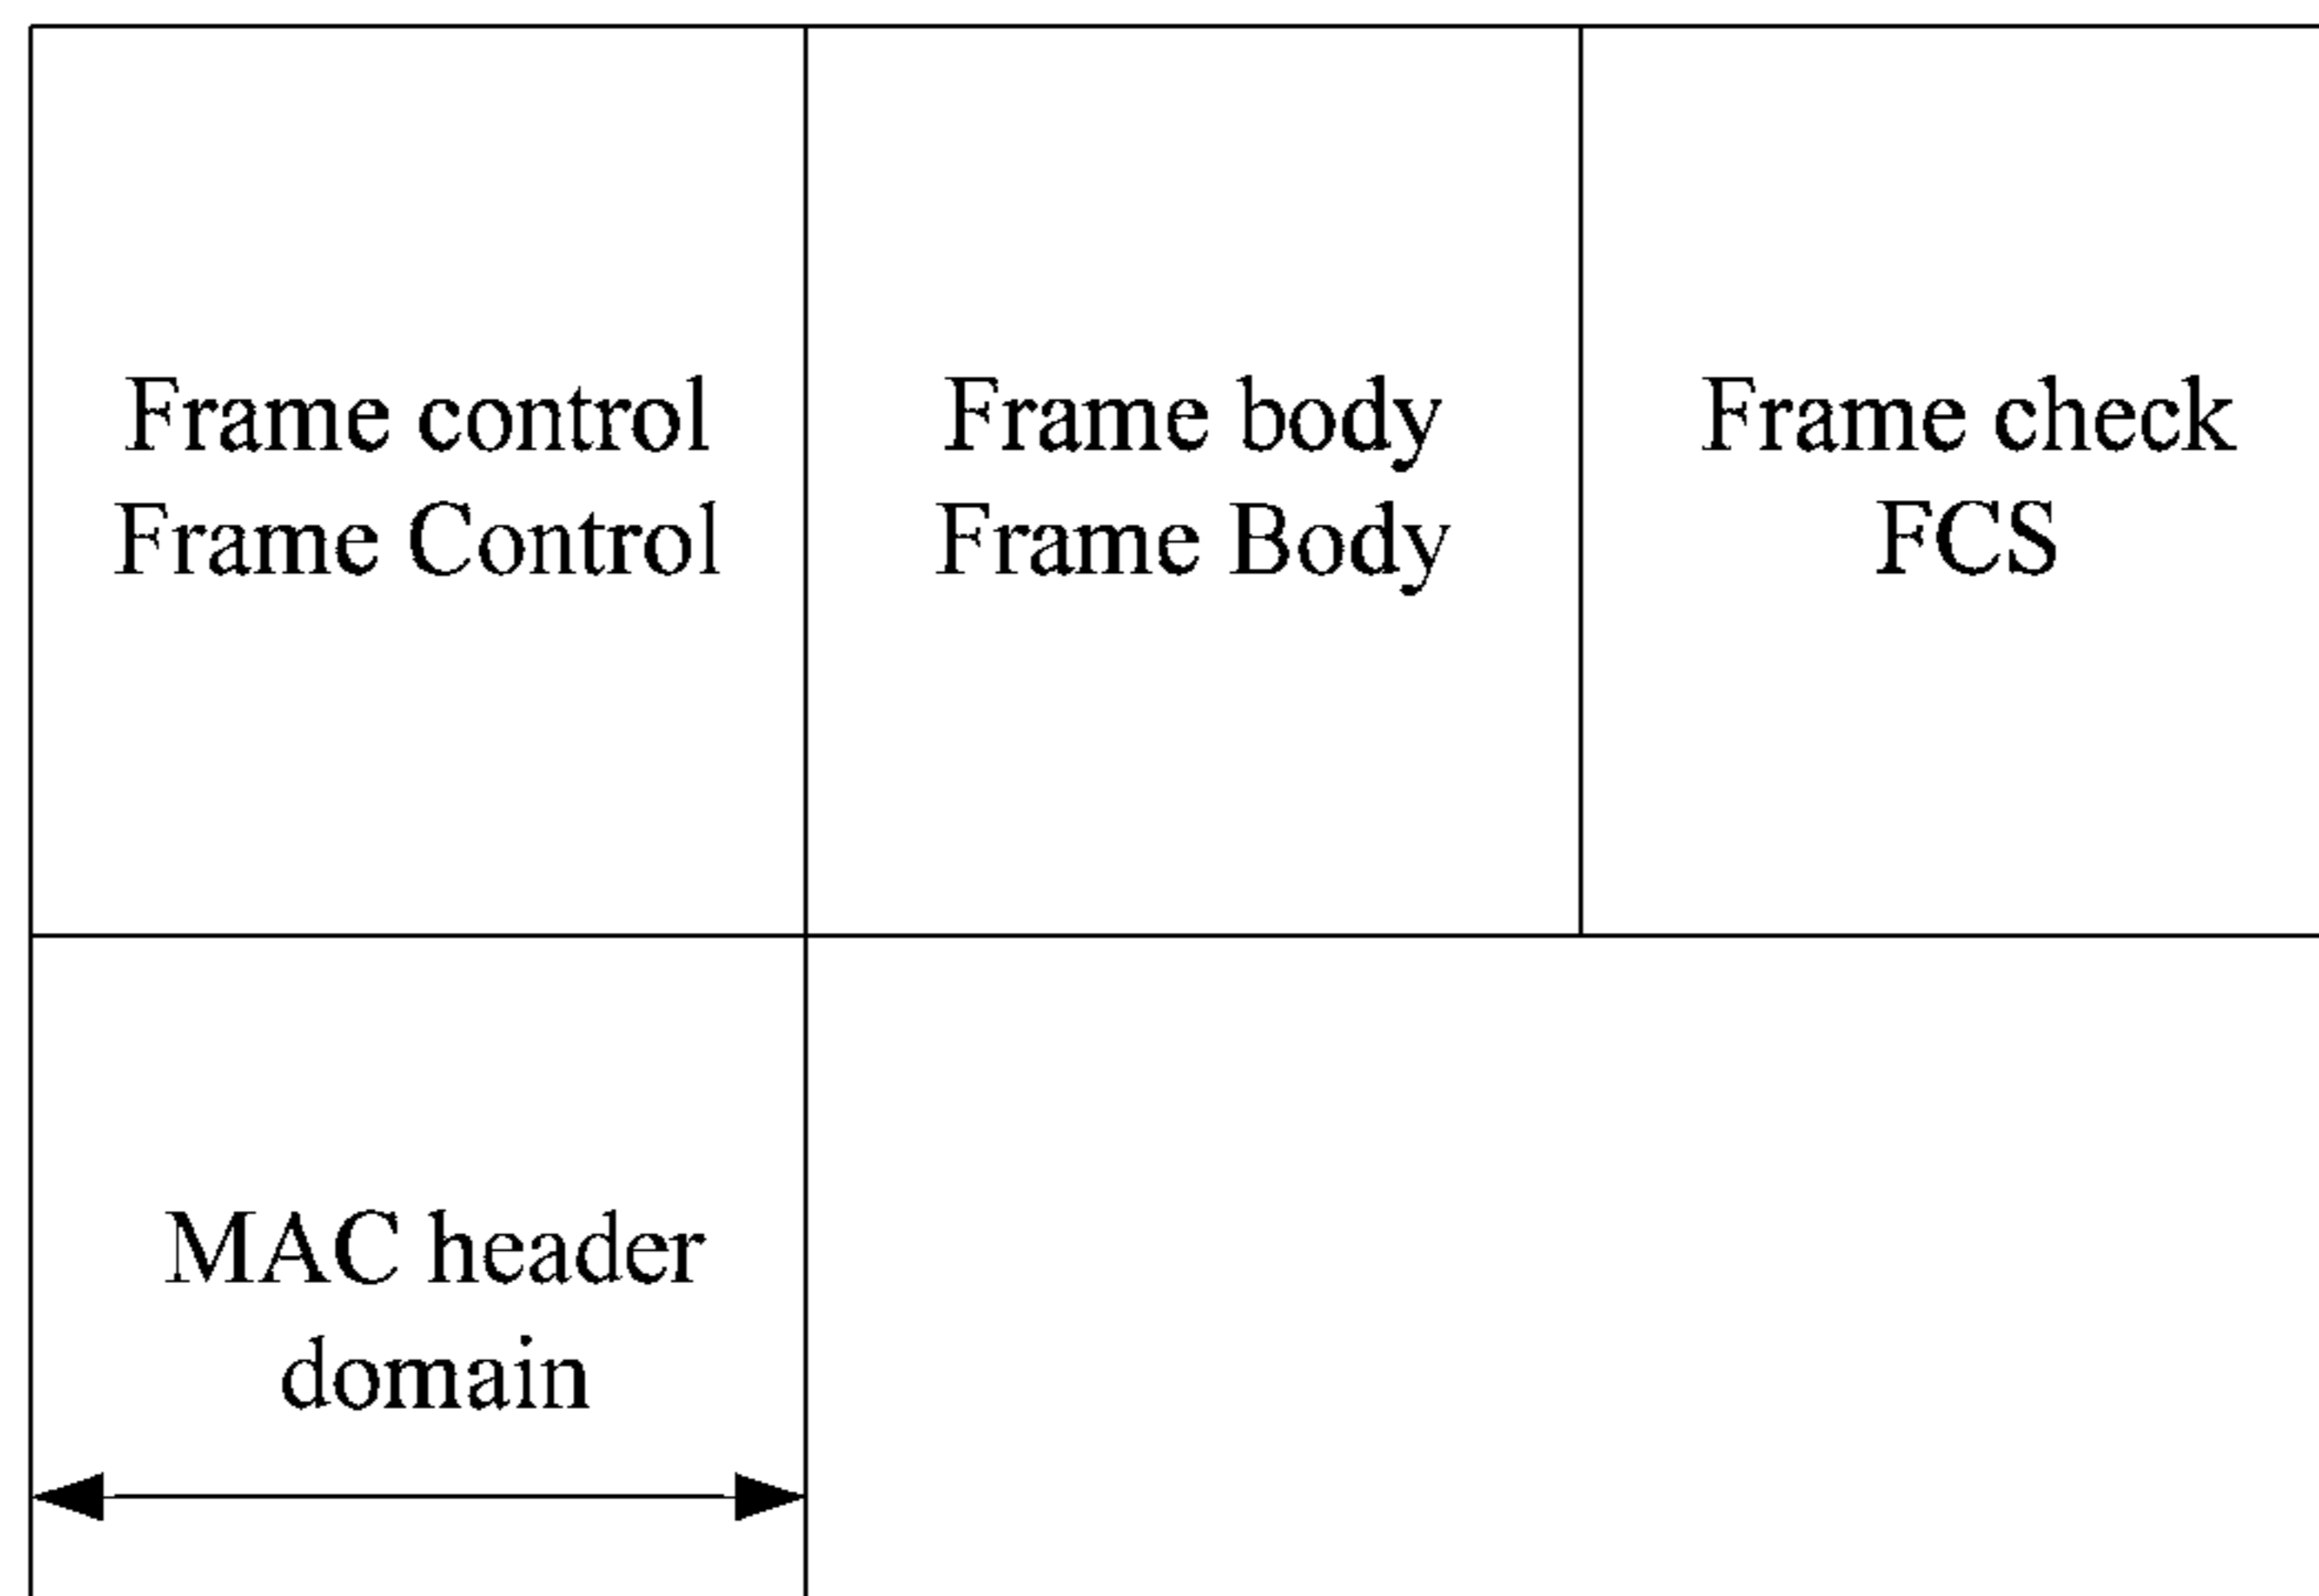 Frame control
Frame Control
Frame body
Frame Body
Frame check
FCS
MAC header
domain